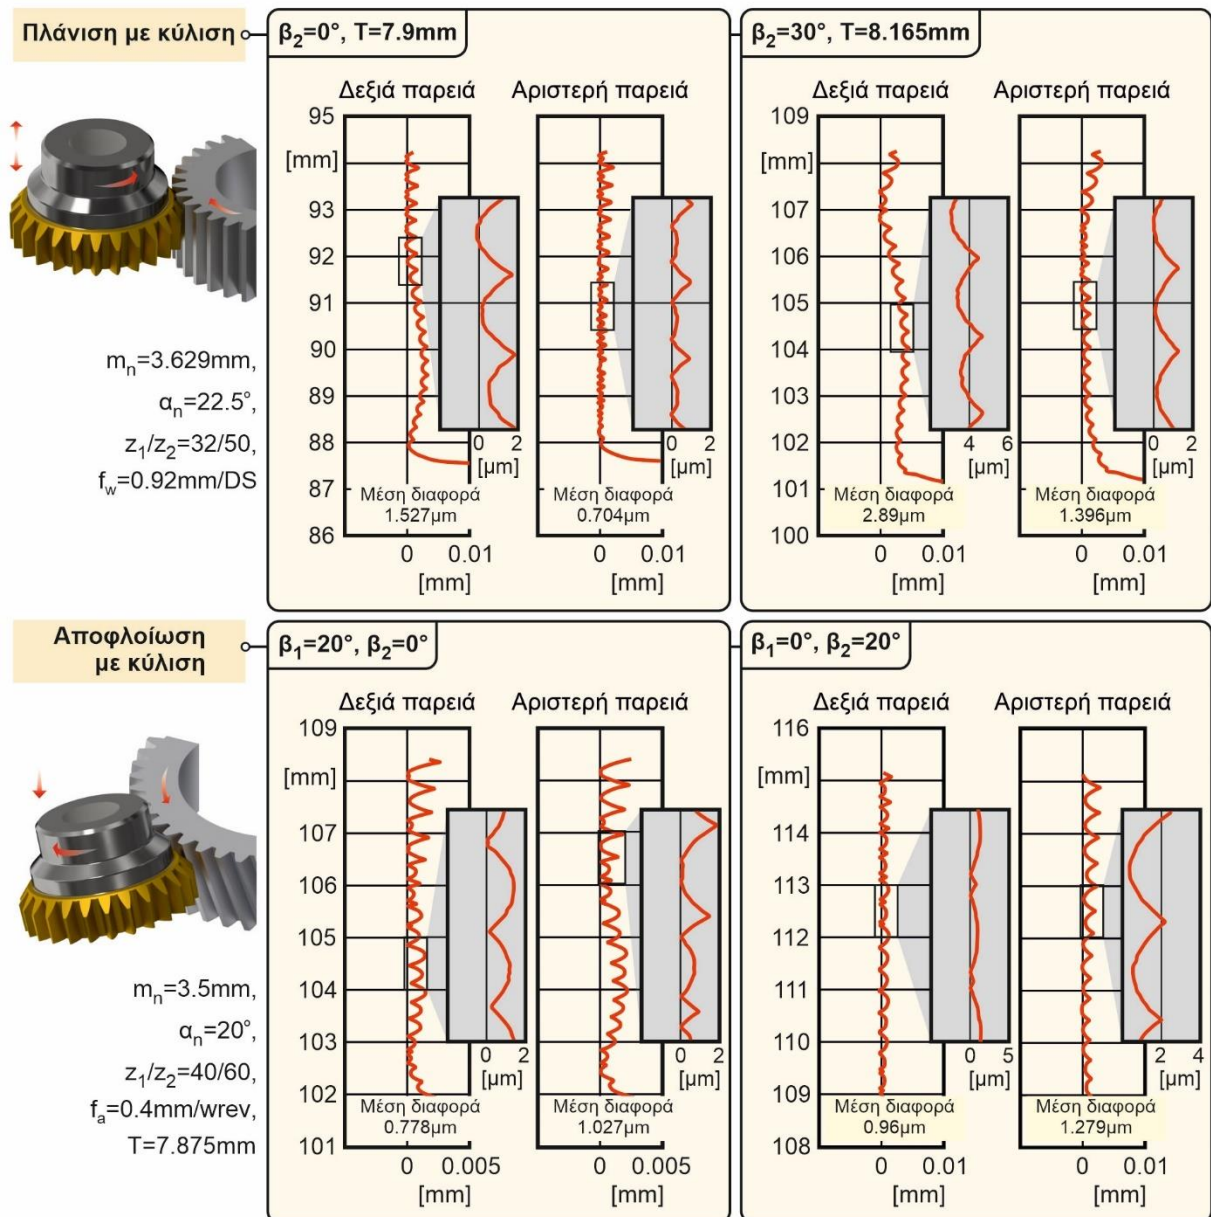 Πλάνιση με κύλιση
β2=0°, T=7.9mm
Δεξιά παρειά
Αριστερή παρειά
95
[mm]
93
92
91
90
89
88
87
86
0 2
[μm]
0 2
[μm]
Μέση διαφορά
1.527μm
Μέση διαφορά
0.704μm
0 0.01
[mm]
0 0.01
[mm]
β2=30°, T=8.165mm
Δεξιά παρειά
Αριστερή παρειά
109
[mm]
107
106
105
104
103
102
101
100
4 6
[μm]
0 2
[μm]
Μέση διαφορά
2.89μm
Μέση διαφορά
1.396μm
0 0.01
[mm]
0 0.01
[mm]
mn=3.629mm,
αn=22.5°,
z1/z2=32/50,
fw=0.92mm/DS
Αποφλοίωση
με κύλιση
β1=20°, β2=0°
Δεξιά παρειά
Αριστερή παρειά
109
[mm]
107
106
105
104
103
102
101
0 2
[μm]
0 2
[μm]
Μέση διαφορά
0.778μm
Μέση διαφορά
1.027μm
0 0.005
[mm]
0 0.005
[mm]
β1=0°, β2=20°
Δεξιά παρειά
Αριστερή παρειά
116
[mm]
114
113
112
111
110
109
108
0 5
[μm]
2 4
[μm]
Μέση διαφορά
0.96μm
Μέση διαφορά
1.279μm
0 0.01
[mm]
0 0.01
[mm]
mn=3.5mm,
αn=20°,
z1/z2=40/60,
fa=0.4mm/wrev,
T=7.875mm